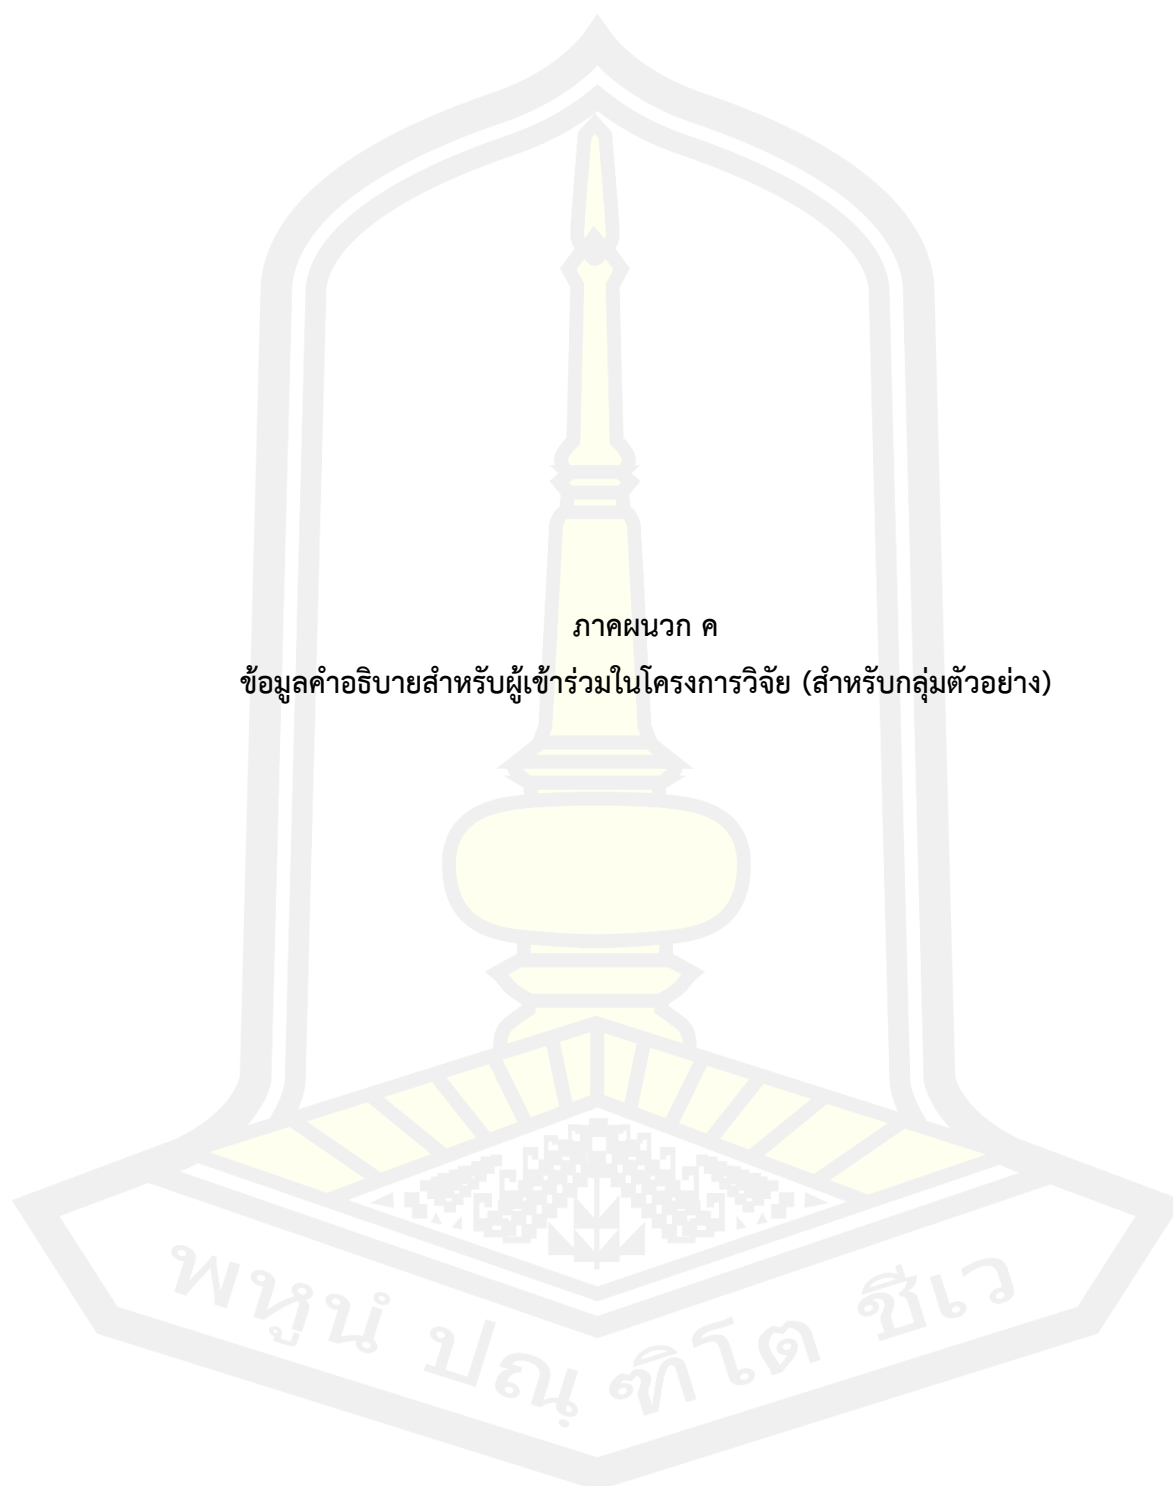 ภาคผนวก ค
ข้อมูลคำอธิบายสำหรับผู้เข้าร่วมในโครงการวิจัย (สำหรับกลุ่มตัวอย่าง)
พหูนํ ปณฺฑิโต ชีเว